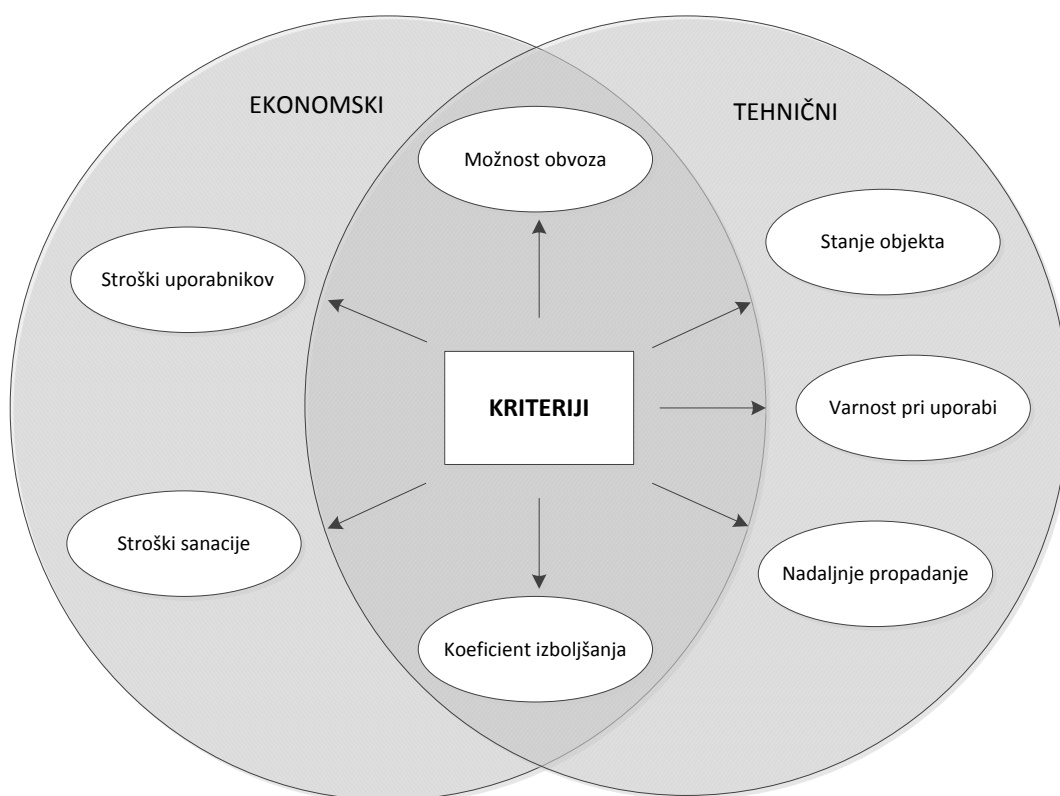 EKONOMSKI
TEHNIČNI
Možnost obvoza
Stanje objekta
Stroški uporabnikov
KRITERIJI
Varnost pri uporabi
Stroški sanacije
Nadaljnje propadanje
Koeficient izboljšanja